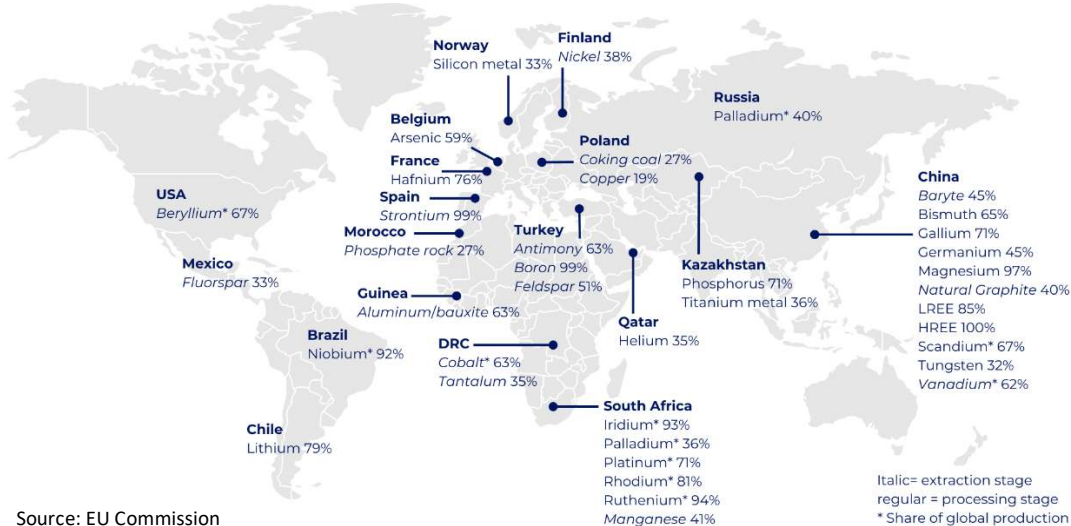 Norway
Silicon metal 33%
Finland
Nickel 38%
Russia
Palladium* 40%
Belgium
Arsenic 59%
France
Hafnium 76%
Spain
Strontium 99%
Morocco
Phosphate rock 27%
Poland
Coking coal 27%
Copper 19%
USA
Beryllium* 67%
Mexico
Fluorspar 33%
Turkey
Antimony 63%
Boron 99%
Feldspar 51%
Kazakhstan
Phosphorus 71%
Titanium metal 36%
China
Baryte 45%
Bismuth 65%
Gallium 71%
Germanium 45%
Magnesium 97%
Natural Graphite 40%
LREE 85%
HREE 100%
Scandium* 67%
Tungsten 32%
Vanadium* 62%
Guinea
Aluminum/bauxite 63%
Qatar
Helium 35%
Brazil
Niobium* 92%
DRC
Cobalt* 63%
Tantalum 35%
Chile
Lithium 79%
South Africa
Iridium* 93%
Palladium* 36%
Platinum* 71%
Rhodium* 81%
Ruthenium* 94%
Manganese 41%
Italic= extraction stage
regular = processing stage
* Share of global production
Source: EU Commission